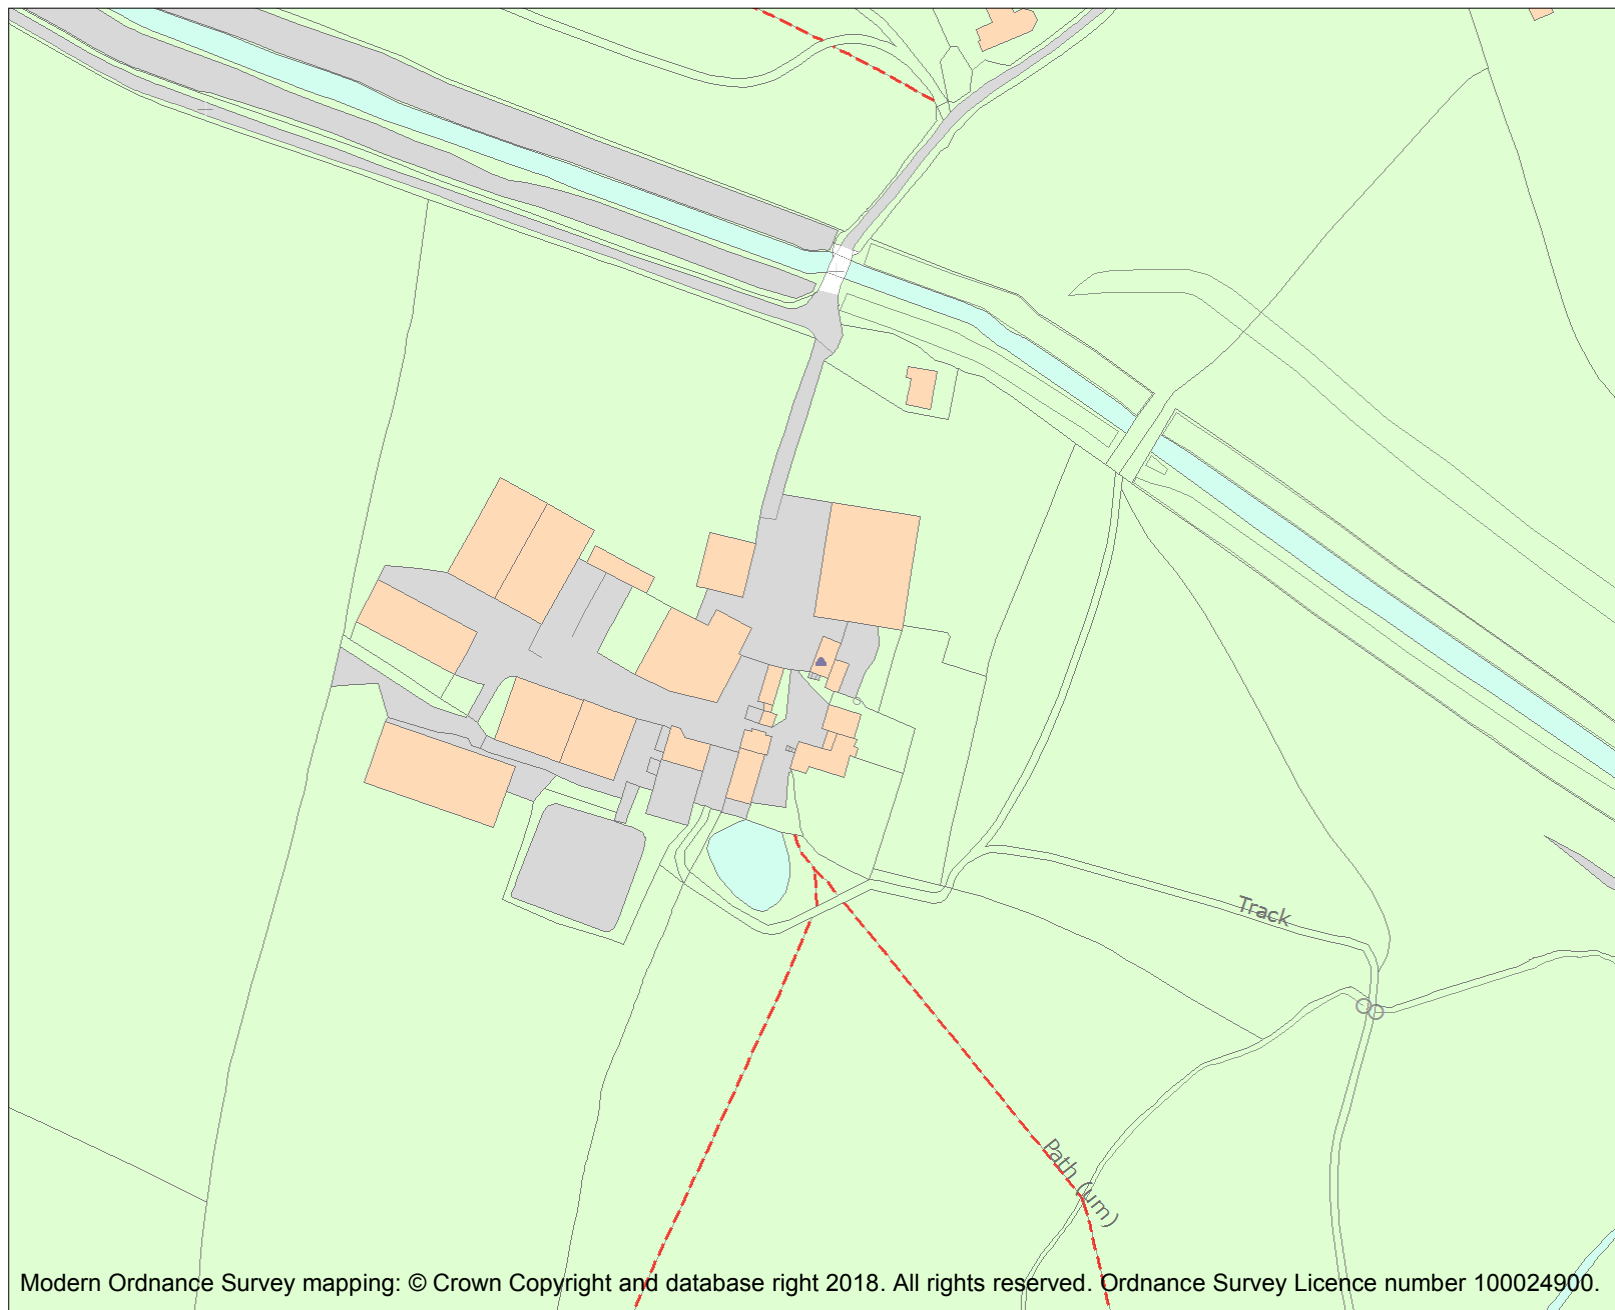 Track
Path (um)
Modern Ordnance Survey mapping: © Crown Copyright and database right 2018. All rights reserved. Ordnance Survey Licence number 100024900.